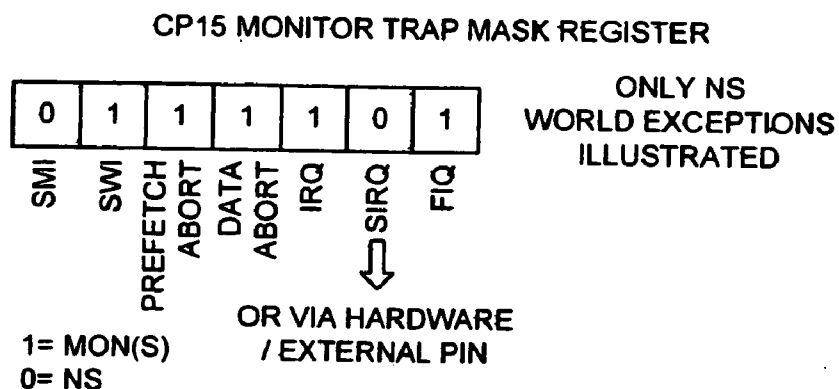 CP15 MONITOR TRAP MASK REGISTER
0 1 1 1 1 0 1
ONLY NS
WORLD EXCEPTIONS
ILLUSTRATED
SMI
SWI
PREFETCH
ABORT
DATA
ABORT
IRQ
SIRQ
FIQ
OR VIA HARDWARE
/ EXTERNAL PIN
1= MON(S)
0= NS